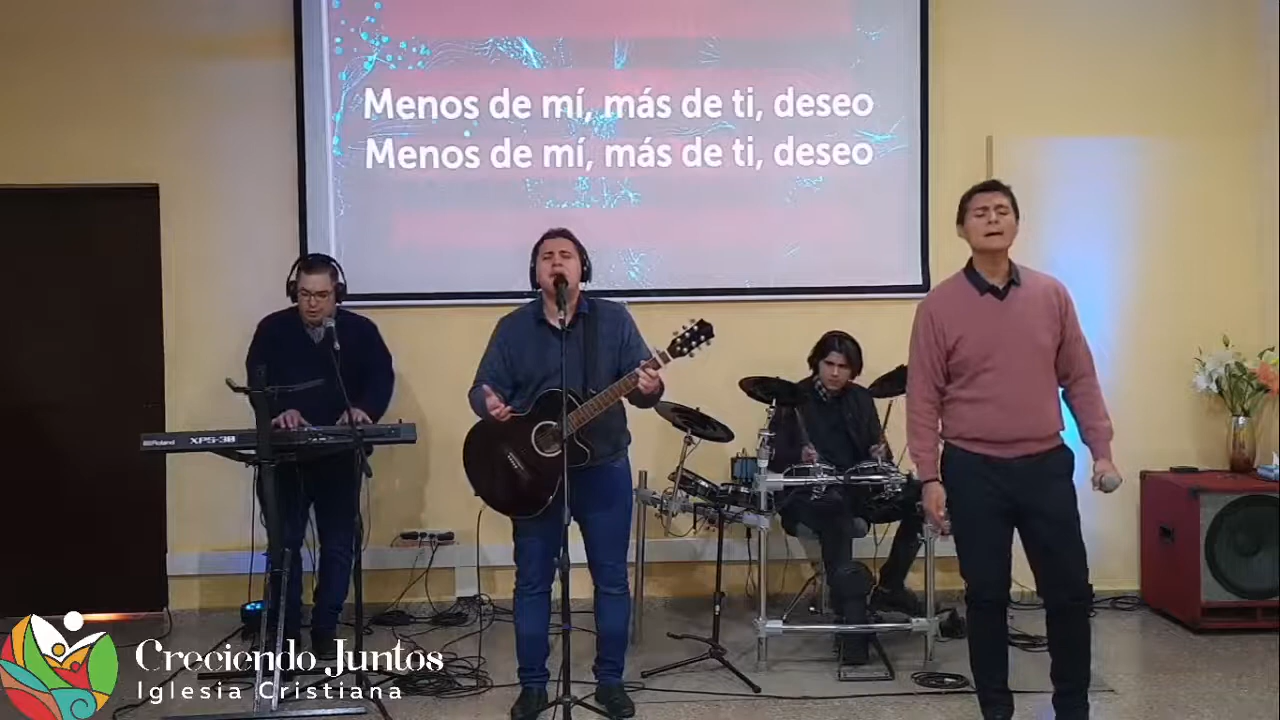 Menos de mí, más de ti, deseo
Menos de mí, más de ti, deseo
Roland XPS-30
Creciendo Juntos
Iglesia Cristiana